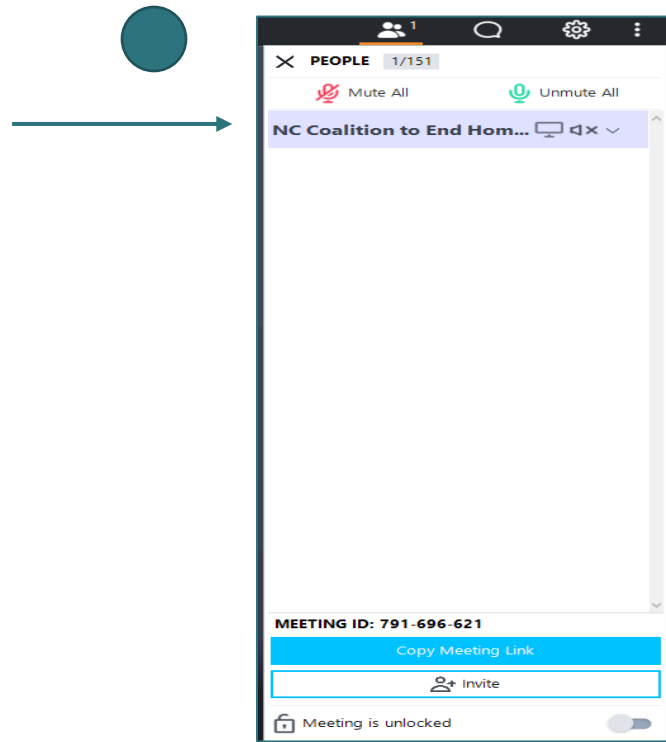 1
PEOPLE 1/151
Mute All Unmute All
NC Coalition to End Hom...
MEETING ID: 791-696-621
Copy Meeting Link
Invite
Meeting is unlocked